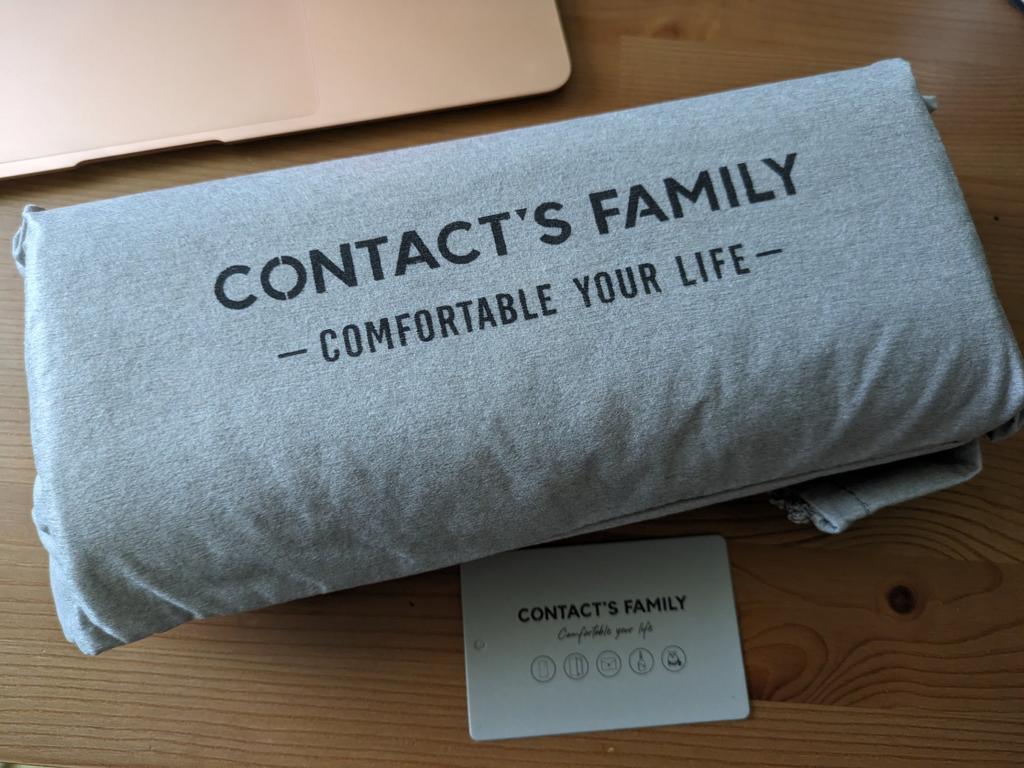 CONTACT'S FAMILY
—COMFORTABLE YOUR LIFE—
CONTACT'S FAMILY
Comfortable your life